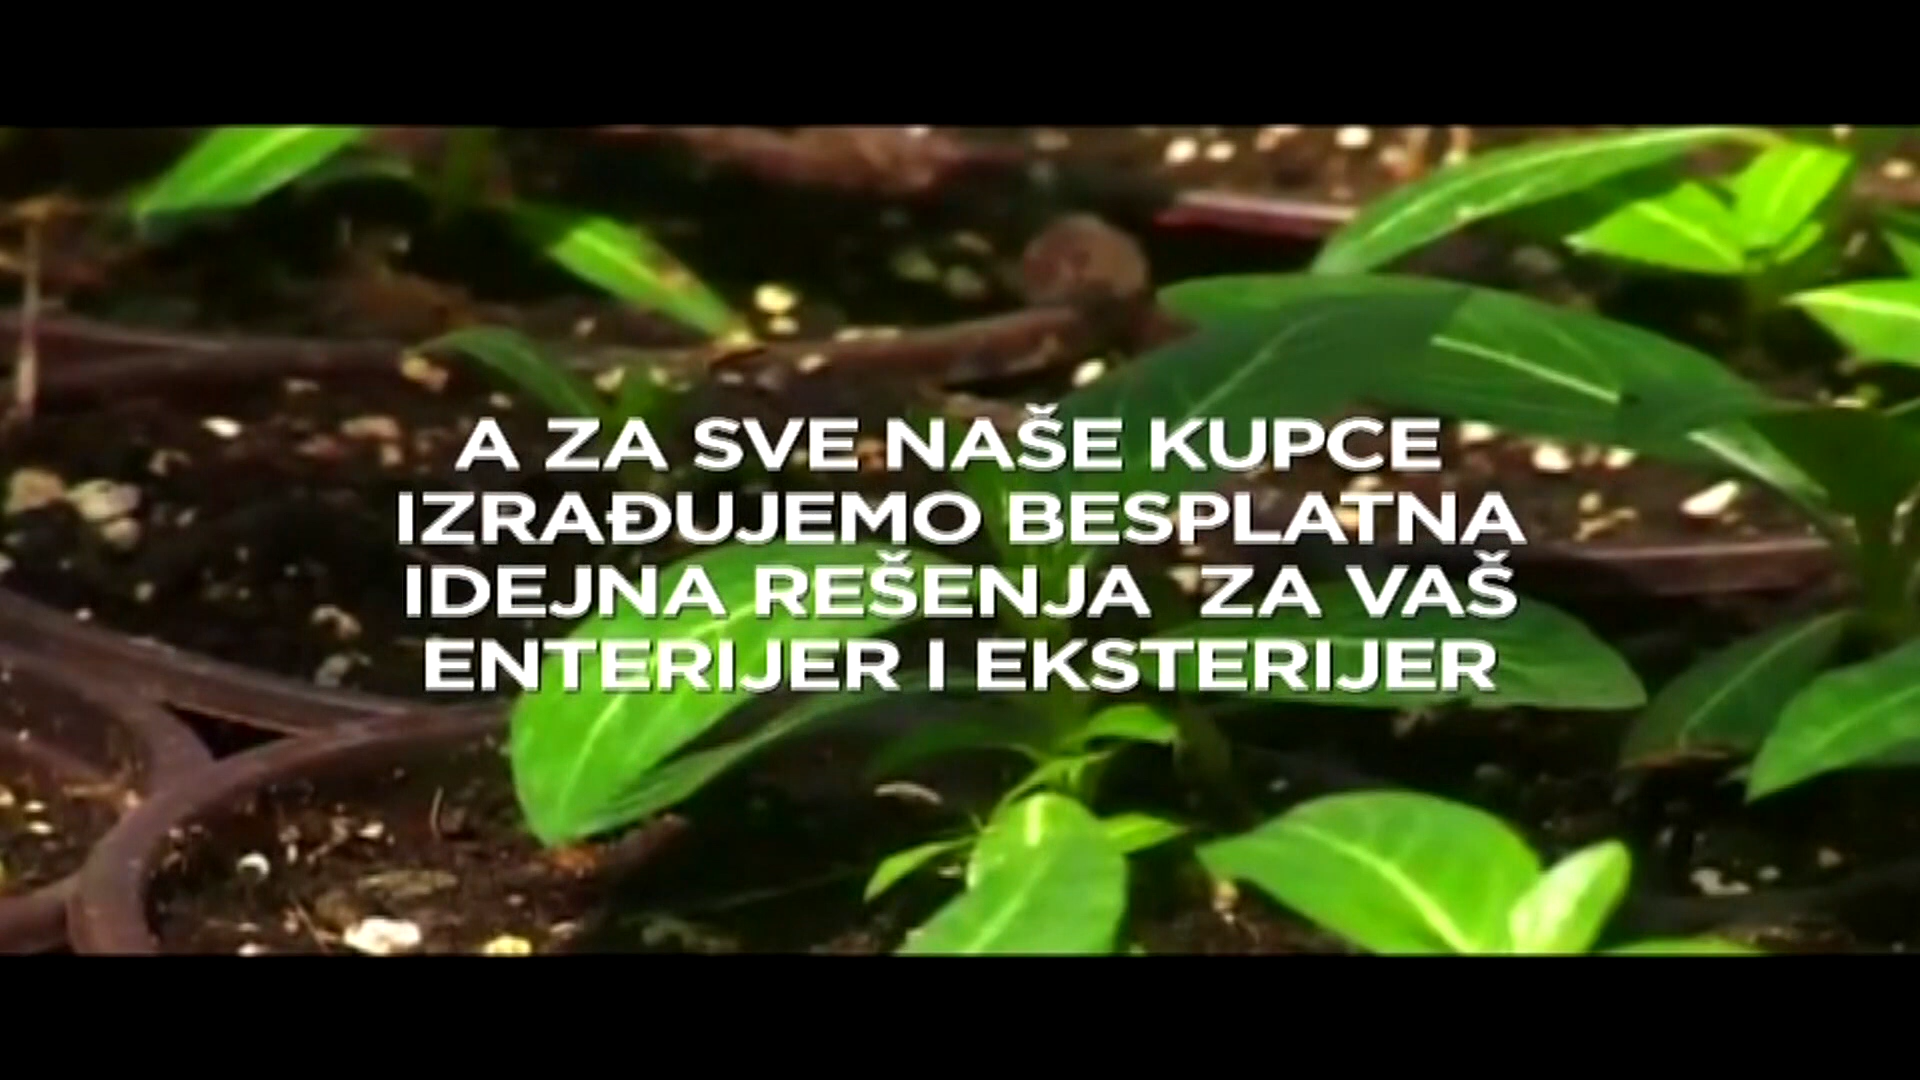 A ZA SVE NAŠE KUPCE
IZRAĐUJEMO BESPLATNA
IDEJNA REŠENJA  ZA VAŠ
ENTERIJER I EKSTERIJER